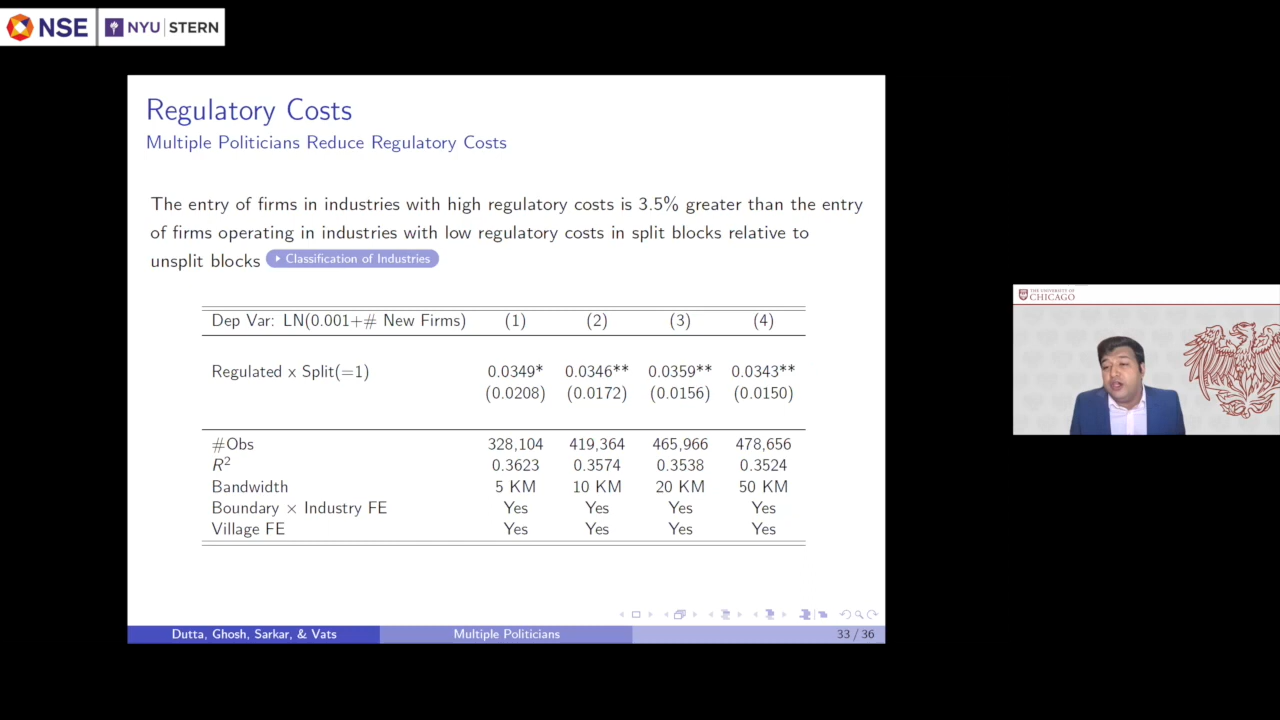 NSE NYU STERN
Regulatory Costs
Multiple Politicians Reduce Regulatory Costs
The entry of firms in industries with high regulatory costs is 3.5% greater than the entry
of firms operating in industries with low regulatory costs in split blocks relative to
unsplit blocks Classification of Industries
THE UNIVERSITY OF
CHICAGO
Dep Var: LN(0.001+# New Firms) (1) (2) (3) (4)
Regulated x Split(=1) 0.0349* 0.0346** 0.0359** 0.0343**
(0.0208) (0.0172) (0.0156) (0.0150)
#Obs 328,104 419,364 465,966 478,656
R² 0.3623 0.3574 0.3538 0.3524
Bandwidth 5 KM 10 KM 20 KM 50 KM
Boundary × Industry FE Yes Yes Yes Yes
Village FE Yes Yes Yes Yes
Dutta, Ghosh, Sarkar, & Vats Multiple Politicians 33 / 36